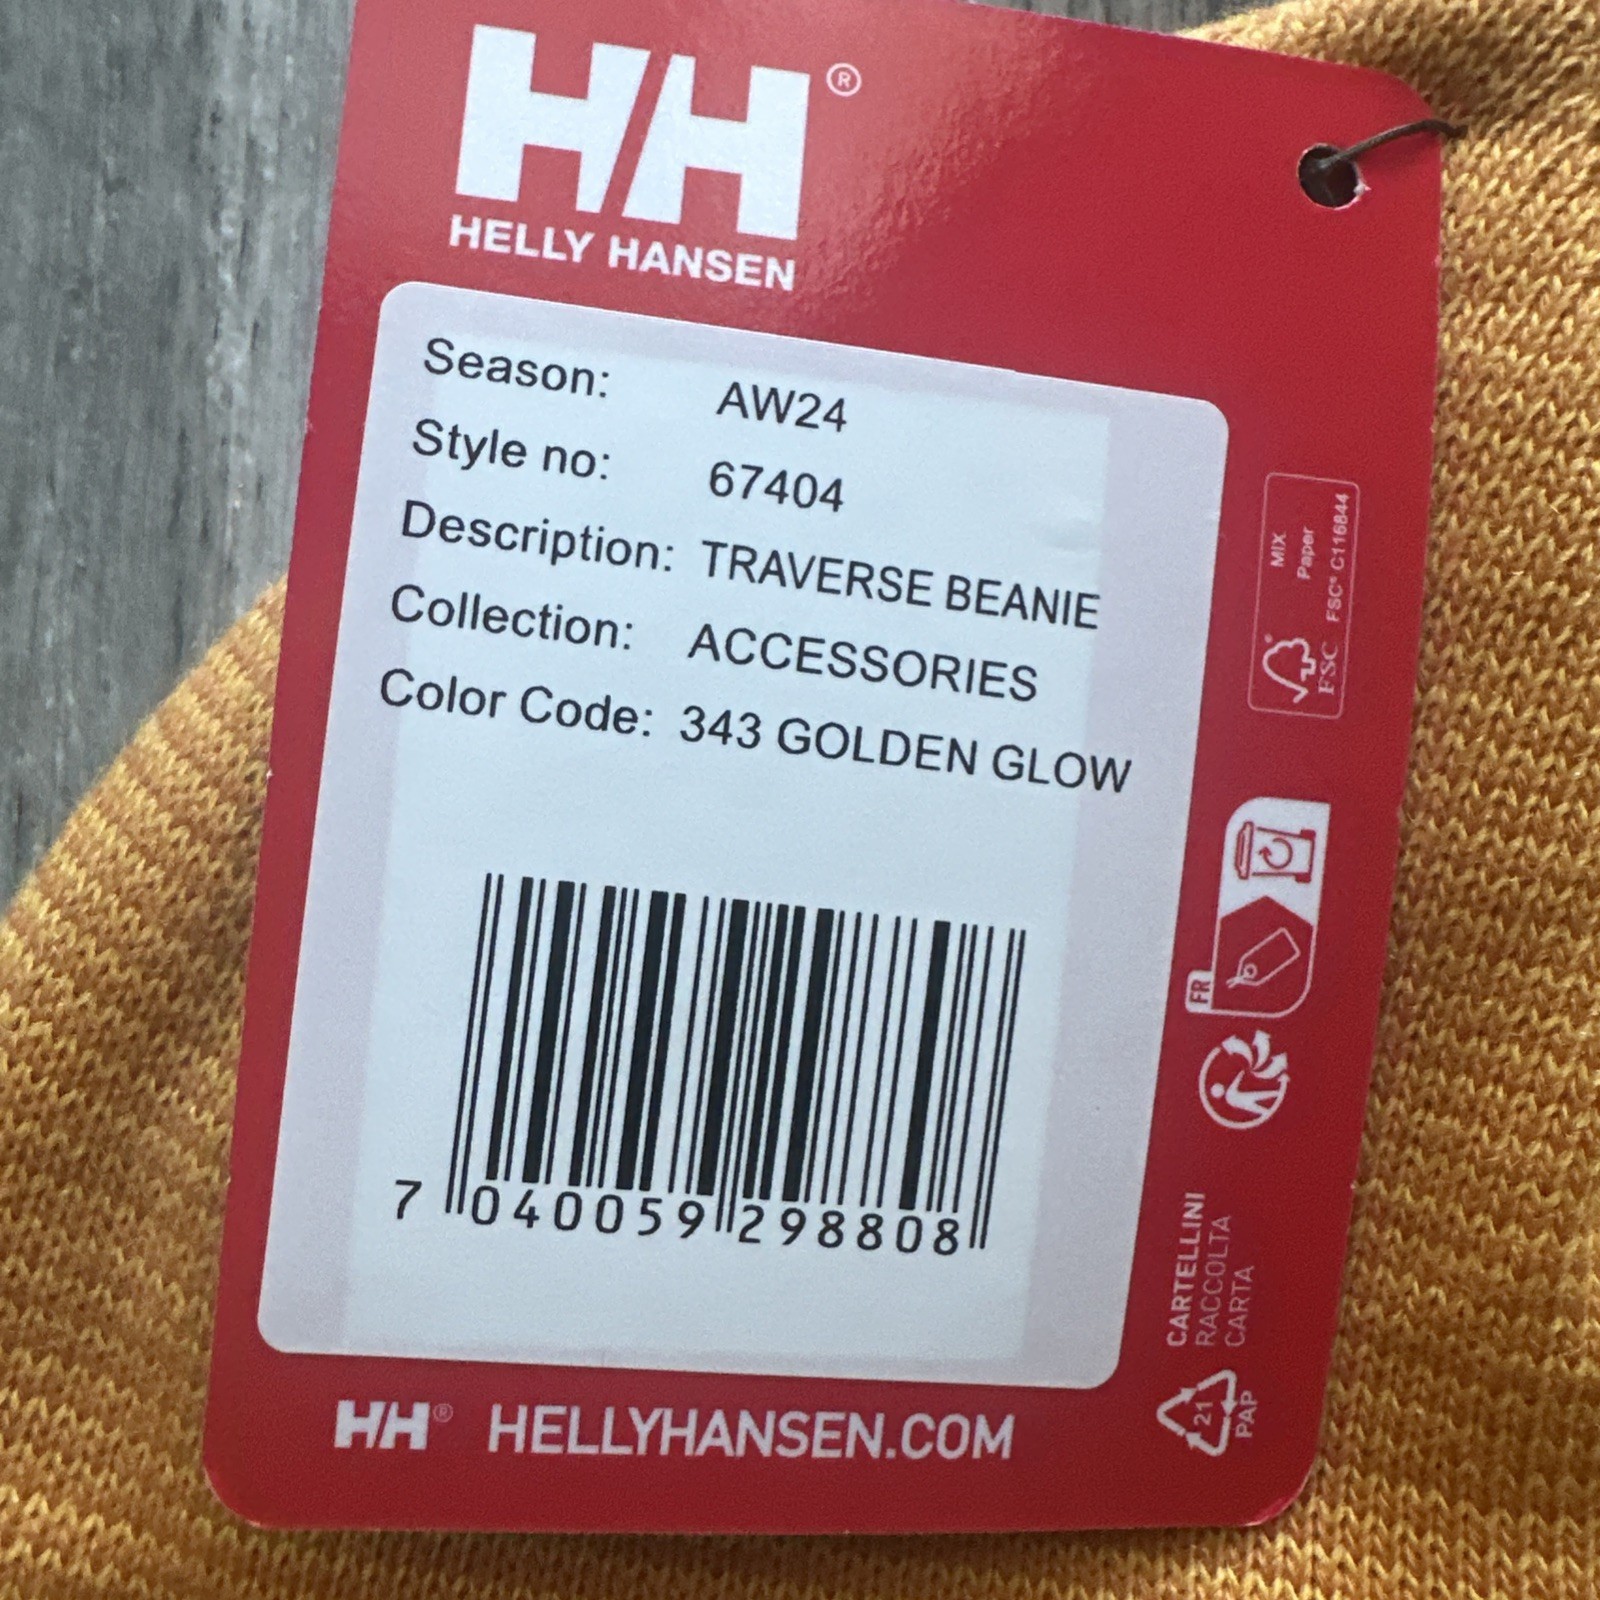 HH®
HELLY HANSEN
Season: AW24
Style no: 67404
Description: TRAVERSE BEANIE
Collection: ACCESSORIES
Color Code: 343 GOLDEN GLOW
7 040059 298808
HH® HELLYHANSEN.COM
MIX
Paper
FSC® C116844
FSC
FR
CARTELLINI
RACCOLTA
CARTA
21
PAP